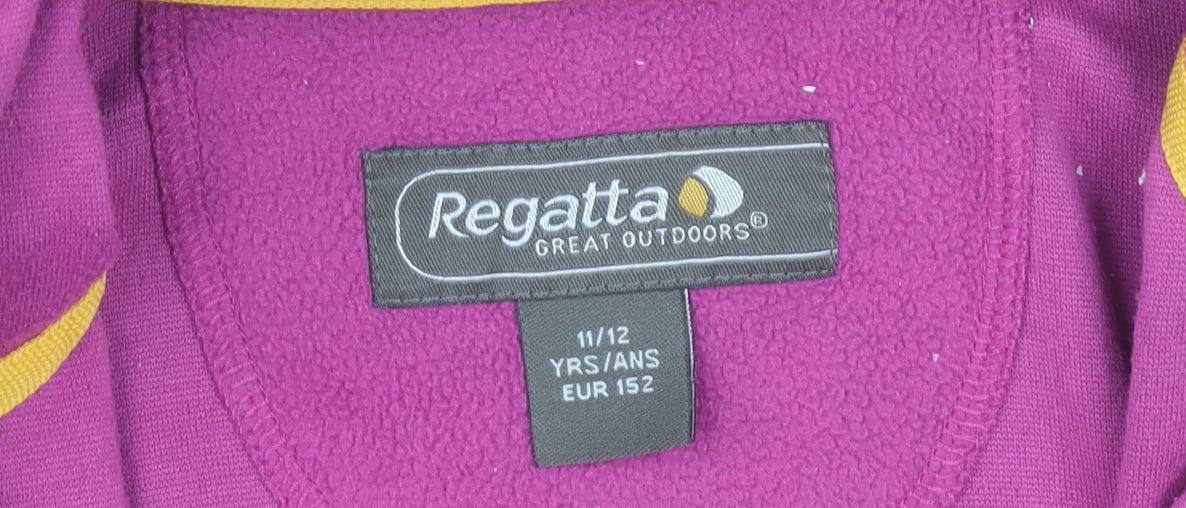 Regatta
GREAT OUTDOORS®
11/12
YRS/ANS
EUR 152